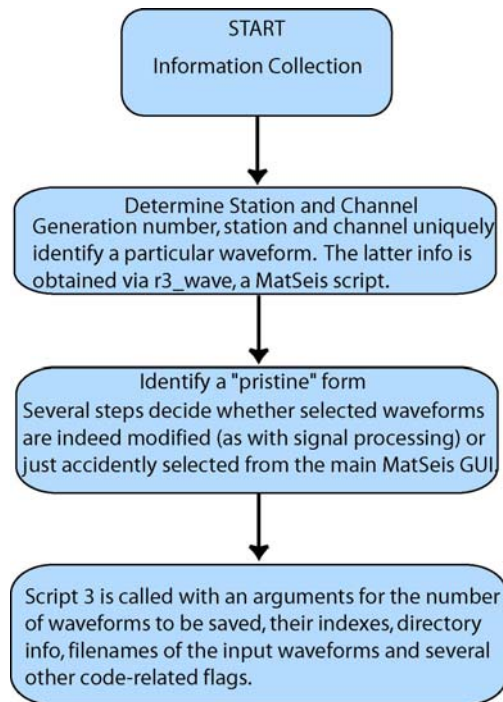 START
Information Collection
Determine Station and Channel
Generation number, station and channel uniquely
identify a particular waveform. The latter info is
obtained via r3_wave, a MatSeis script.
Identify a "pristine" form
Several steps decide whether selected waveforms
are indeed modified (as with signal processing) or
just accidently selected from the main MatSeis GUI.
Script 3 is called with an arguments for the number
of waveforms to be saved, their indexes, directory
info, filenames of the input waveforms and several
other code-related flags.